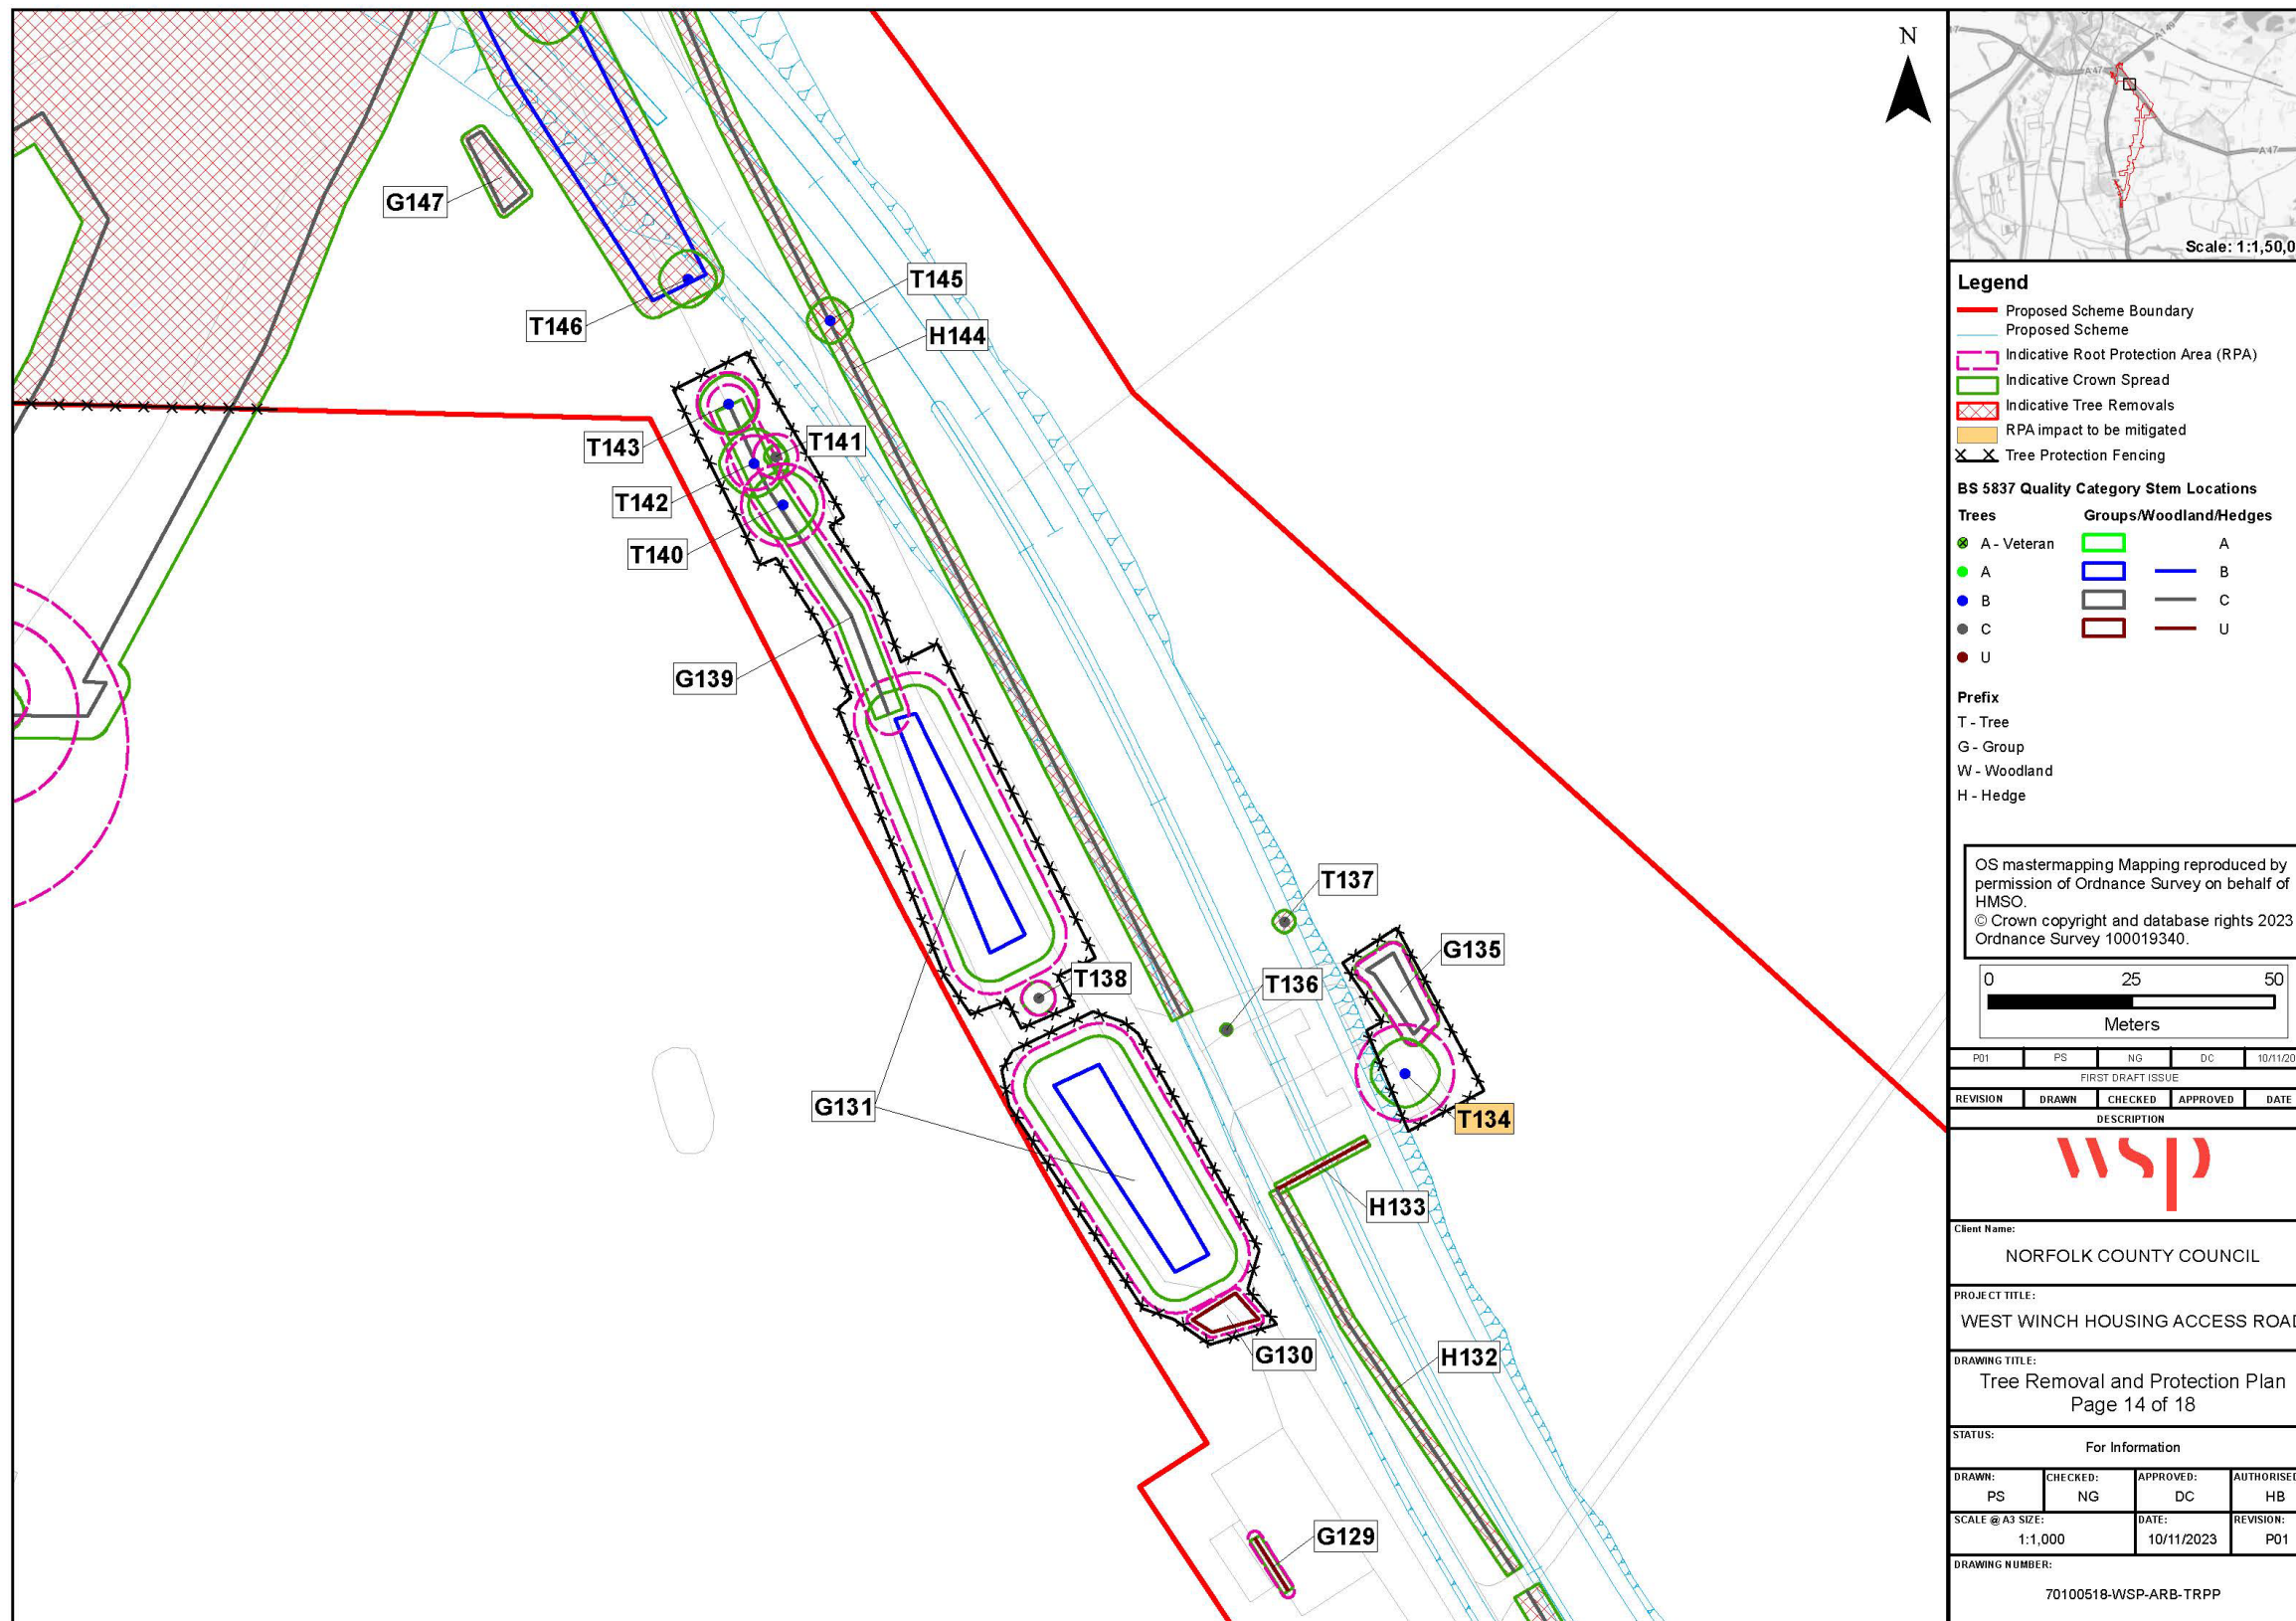 N
G147
T146
T145
H144
T143
T141
T142
T140
G139
T137
G135
T138
T136
G131
T134
H133
G130
H132
G129
A149
A47
A47
Scale: 1:1,50,0
Legend
Proposed Scheme Boundary
Proposed Scheme
Indicative Root Protection Area (RPA)
Indicative Crown Spread
Indicative Tree Removals
RPA impact to be mitigated
Tree Protection Fencing
BS 5837 Quality Category Stem Locations
Trees Groups/Woodland/Hedges
A - Veteran A
A B
B C
C U
U
Prefix
T - Tree
G - Group
W - Woodland
H - Hedge
OS mastermapping Mapping reproduced by
permission of Ordnance Survey on behalf of
HMSO.
© Crown copyright and database rights 2023
Ordnance Survey 100019340.
0 25 50
Meters
P01 PS NG DC 10/11/20
FIRST DRAFT ISSUE
REVISION DRAWN CHECKED APPROVED DATE
DESCRIPTION
wsp
Client Name:
NORFOLK COUNTY COUNCIL
PROJECT TITLE:
WEST WINCH HOUSING ACCESS ROAD
DRAWING TITLE:
Tree Removal and Protection Plan
Page 14 of 18
STATUS:
For Information
DRAWN: CHECKED: APPROVED: AUTHORISED
PS NG DC HB
SCALE @ A3 SIZE: DATE: REVISION:
1:1,000 10/11/2023 P01
DRAWING NUMBER:
70100518-WSP-ARB-TRPP